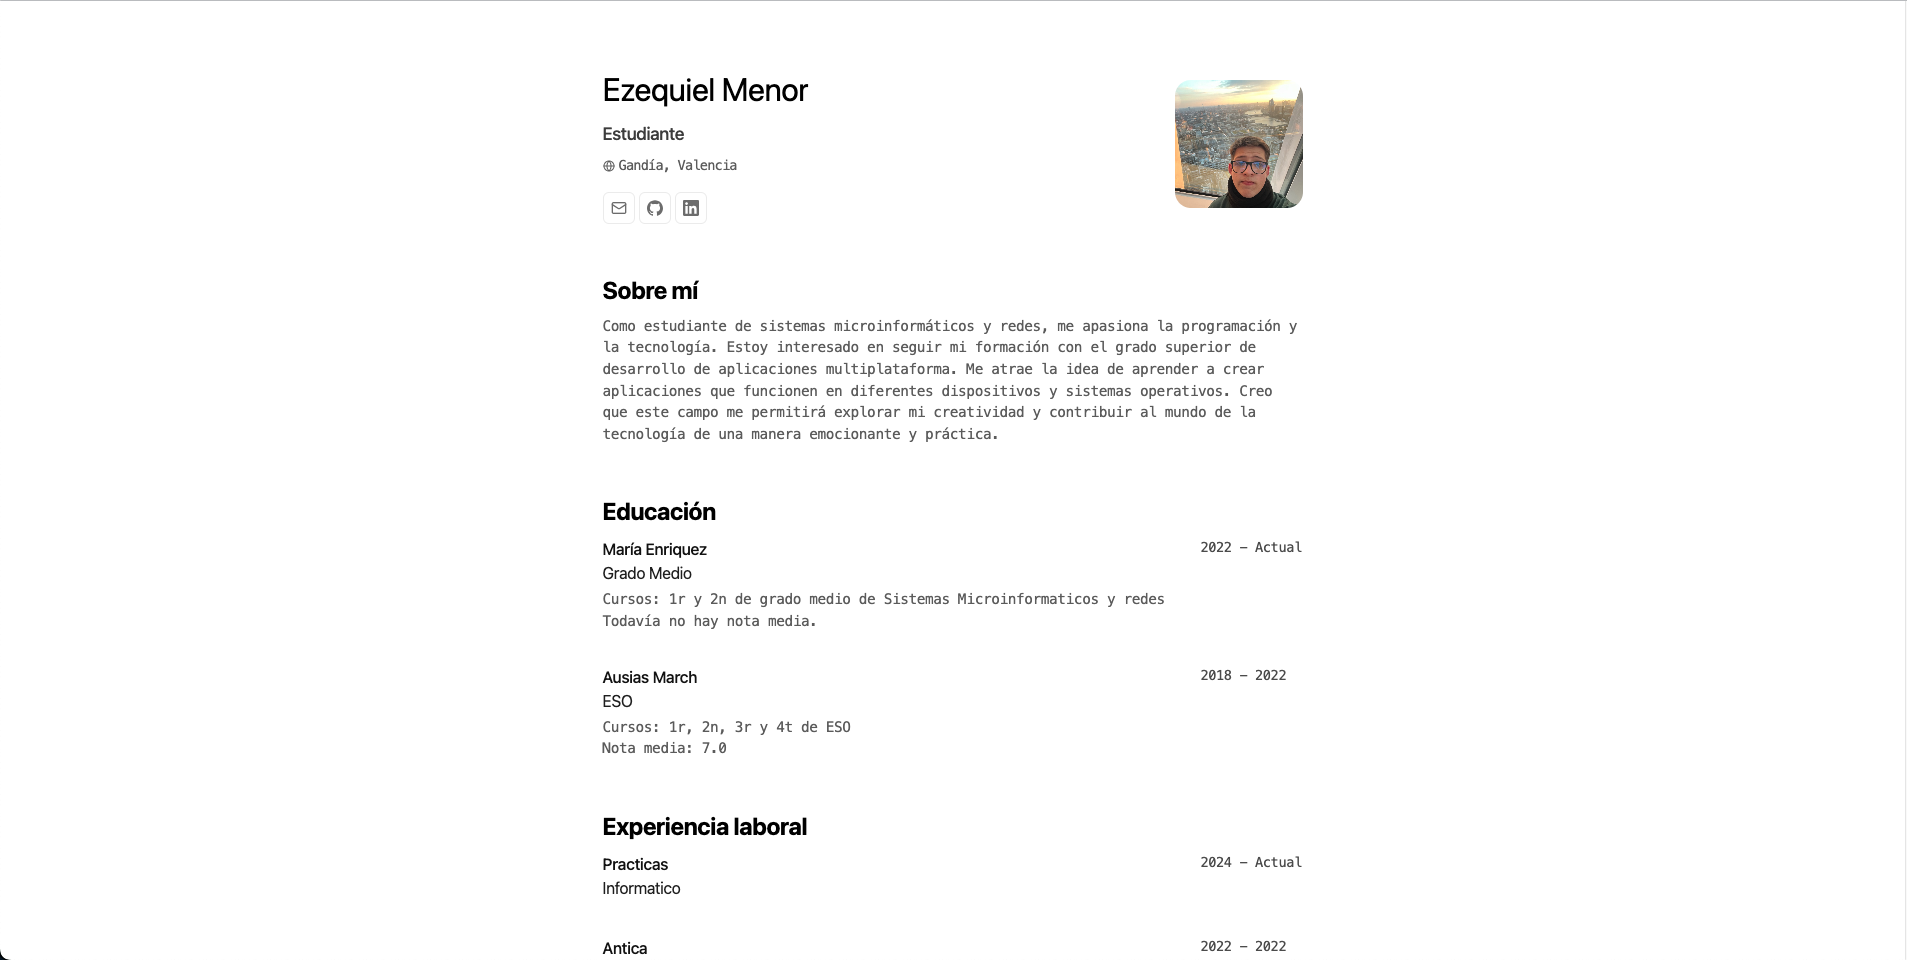 Ezequiel Menor
Estudiante
Gandía, Valencia
Sobre mí
Como estudiante de sistemas microinformáticos y redes, me apasiona la programación y
la tecnología. Estoy interesado en seguir mi formación con el grado superior de
desarrollo de aplicaciones multiplataforma. Me atrae la idea de aprender a crear
aplicaciones que funcionen en diferentes dispositivos y sistemas operativos. Creo
que este campo me permitirá explorar mi creatividad y contribuir al mundo de la
tecnología de una manera emocionante y práctica.
Educación
María Enriquez 2022 - Actual
Grado Medio
Cursos: 1r y 2n de grado medio de Sistemas Microinformaticos y redes
Todavía no hay nota media.
Ausias March 2018 - 2022
ESO
Cursos: 1r, 2n, 3r y 4t de ESO
Nota media: 7.0
Experiencia laboral
Practicas 2024 - Actual
Informatico
Antica 2022 - 2022